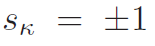 s_κ = ±1